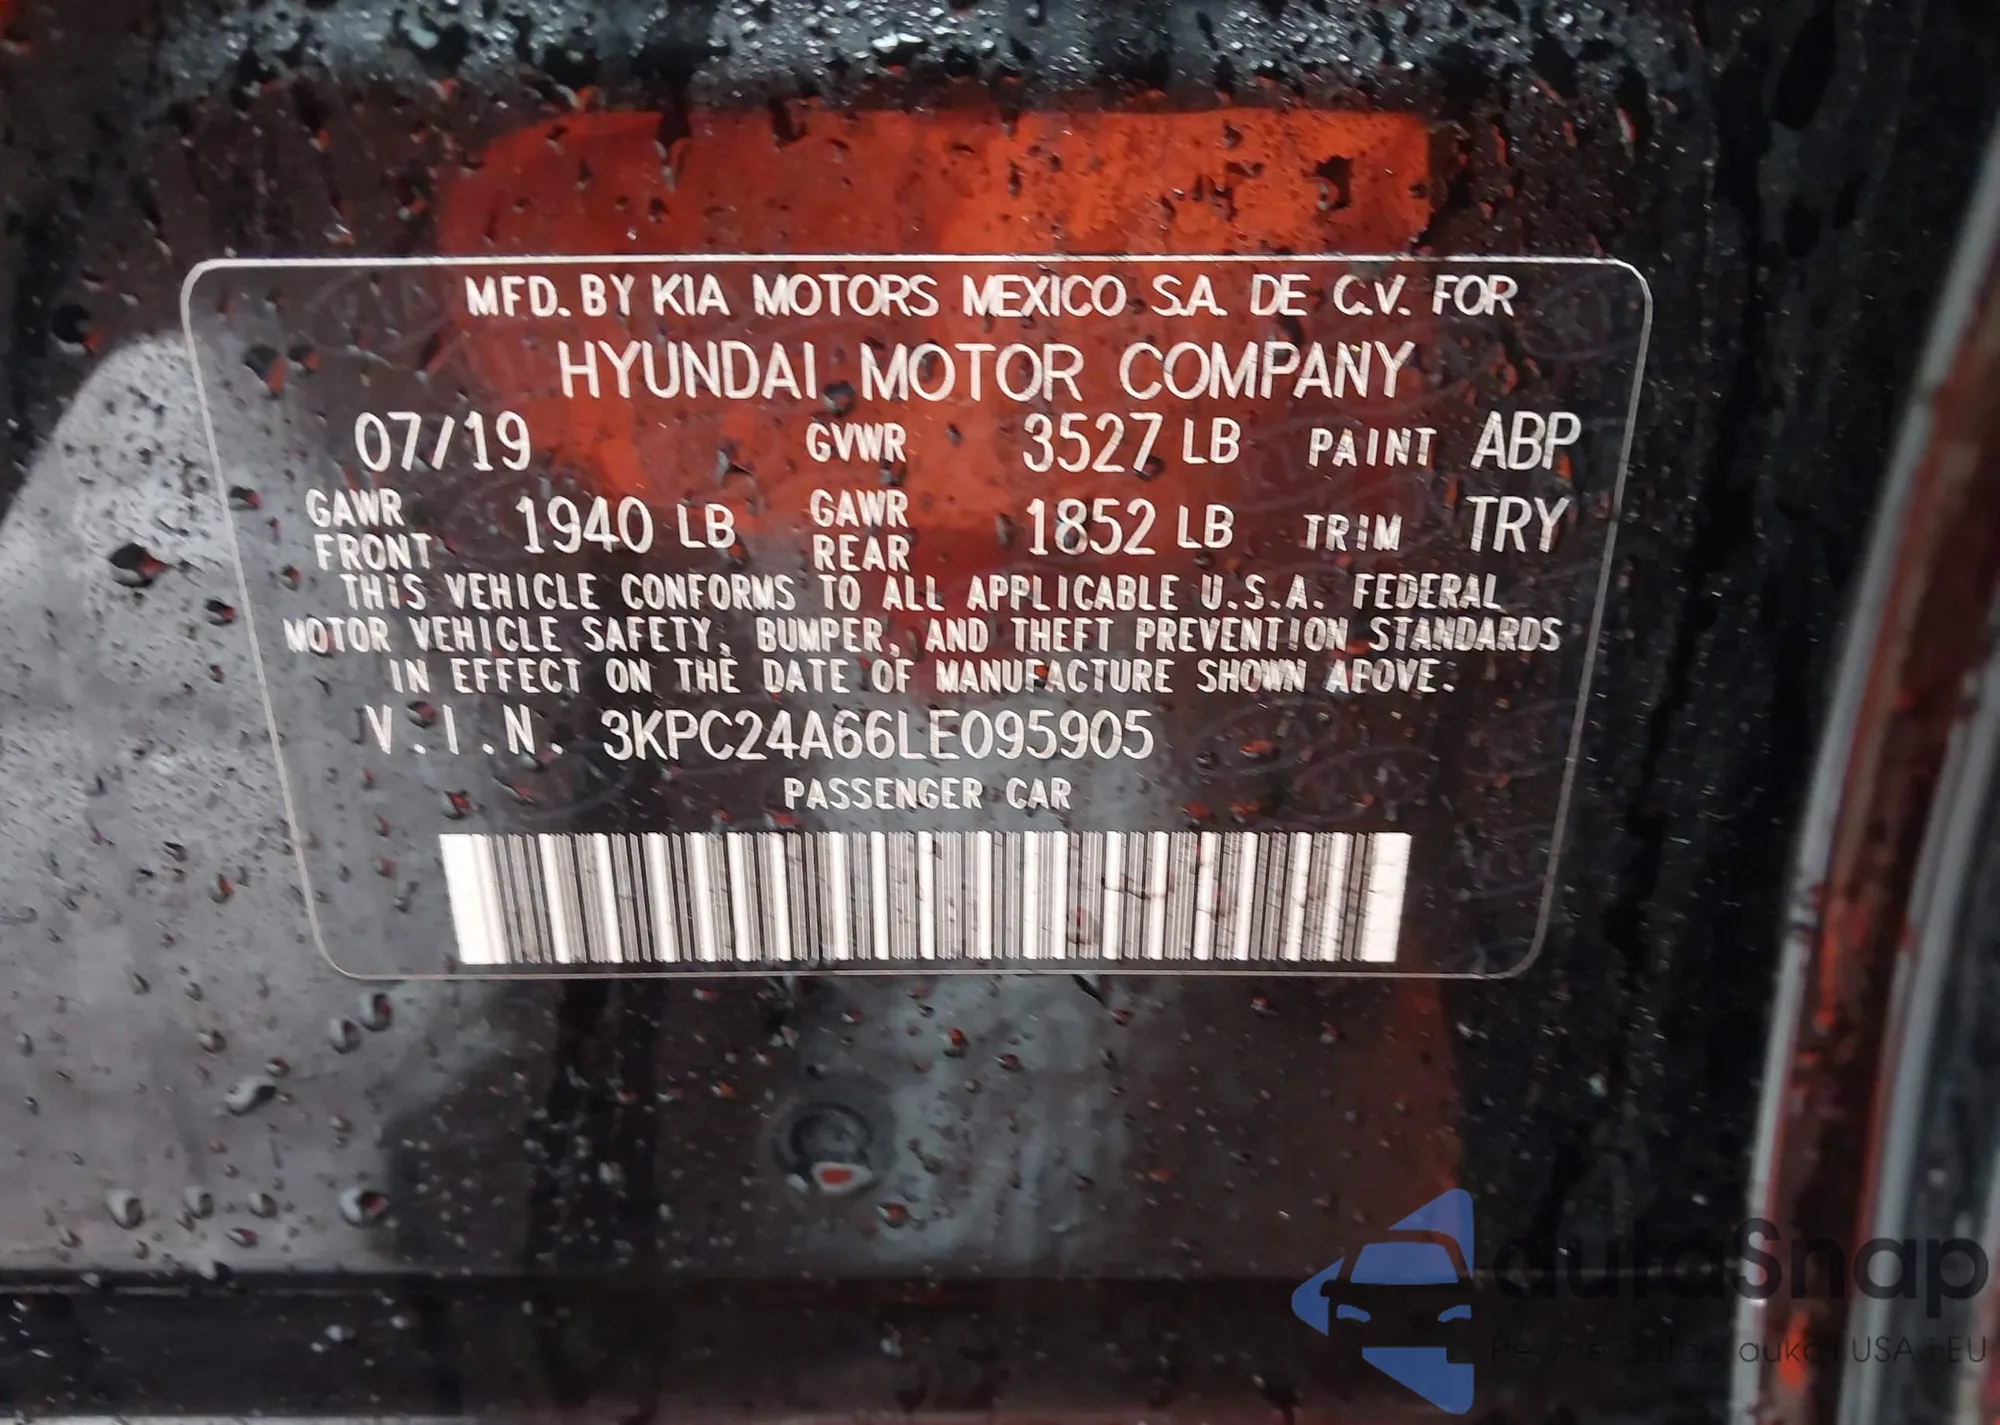 MFD. BY KIA MOTORS MEXICO S.A. DE C.V. FOR
HYUNDAI MOTOR COMPANY
07/19 GVWR 3527 LB PAINT ABP
GAWR FRONT 1940 LB GAWR REAR 1852 LB TRIM TRY
THIS VEHICLE CONFORMS TO ALL APPLICABLE U.S.A. FEDERAL
MOTOR VEHICLE SAFETY, BUMPER, AND THEFT PREVENTION STANDARDS
IN EFFECT ON THE DATE OF MANUFACTURE SHOWN ABOVE.
V.I.N. 3KPC24A66LE095905
PASSENGER CAR
autoSnap
USA EU